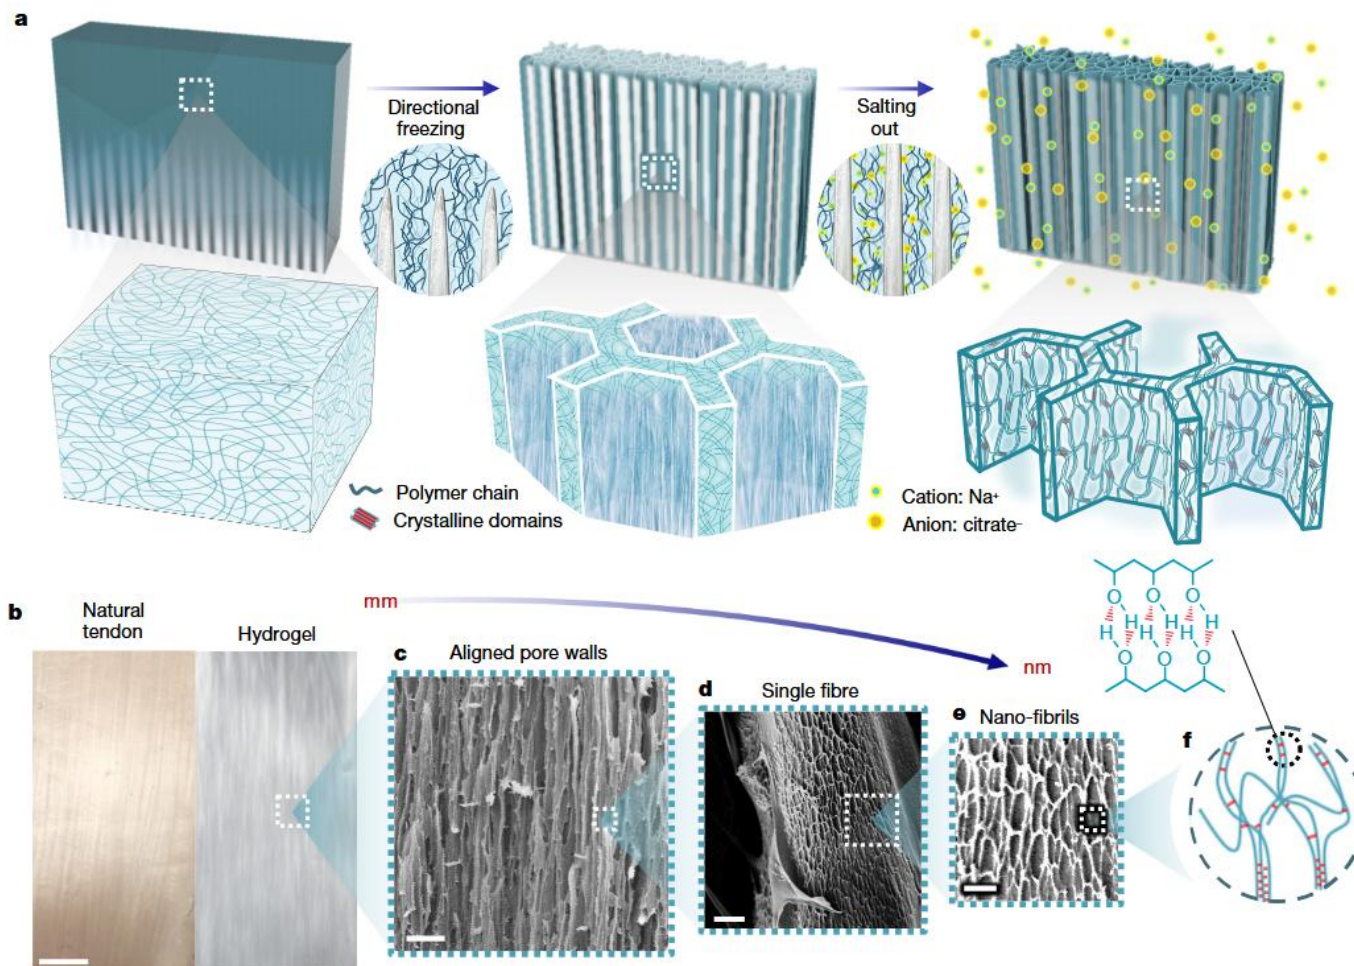 a
Directional
freezing
Salting
out
Polymer chain
Crystalline domains
Cation: Na⁺
Anion: citrate⁻
b
Natural
tendon
Hydrogel
mm
nm
c
Aligned pore walls
d
Single fibre
e
Nano-fibrils
f
O O O
H H H
H H H
O O O